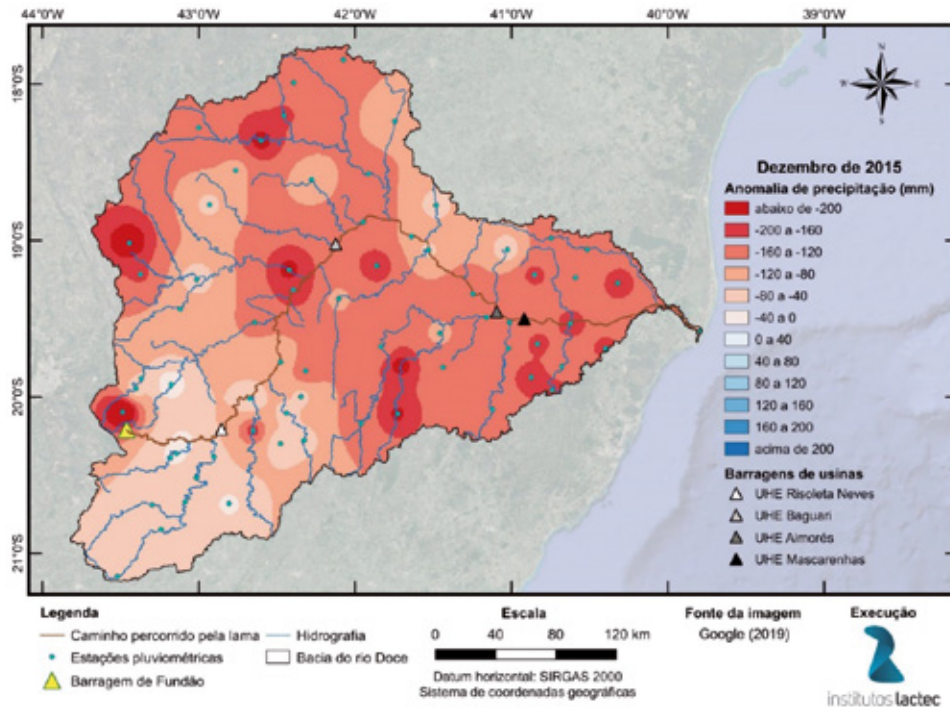 44°0'W 43°0'W 42°0'W 41°0'W 40°0'W 39°0'W
18°S
19°S
20°S
21°S
N
W E
S
Dezembro de 2015
Anomalia de precipitação (mm)
abaixo de -200
-200 a -160
-160 a -120
-120 a -80
-80 a -40
-40 a 0
0 a 40
40 a 80
80 a 120
120 a 160
160 a 200
acima de 200
Barragens de usinas
UHE Risoleta Neves
UHE Baguari
UHE Aimorés
UHE Mascarenhas
Legenda
Caminho percorrido pela lama
Hidrografia
Estações pluviométricas
Bacia do rio Doce
Barragem de Fundão
Escala
0 40 80 120 km
Datum horizontal: SIRGAS 2000
Sistema de coordenadas geográficas
Fonte da imagem
Google (2019)
Execução
institutos lactec